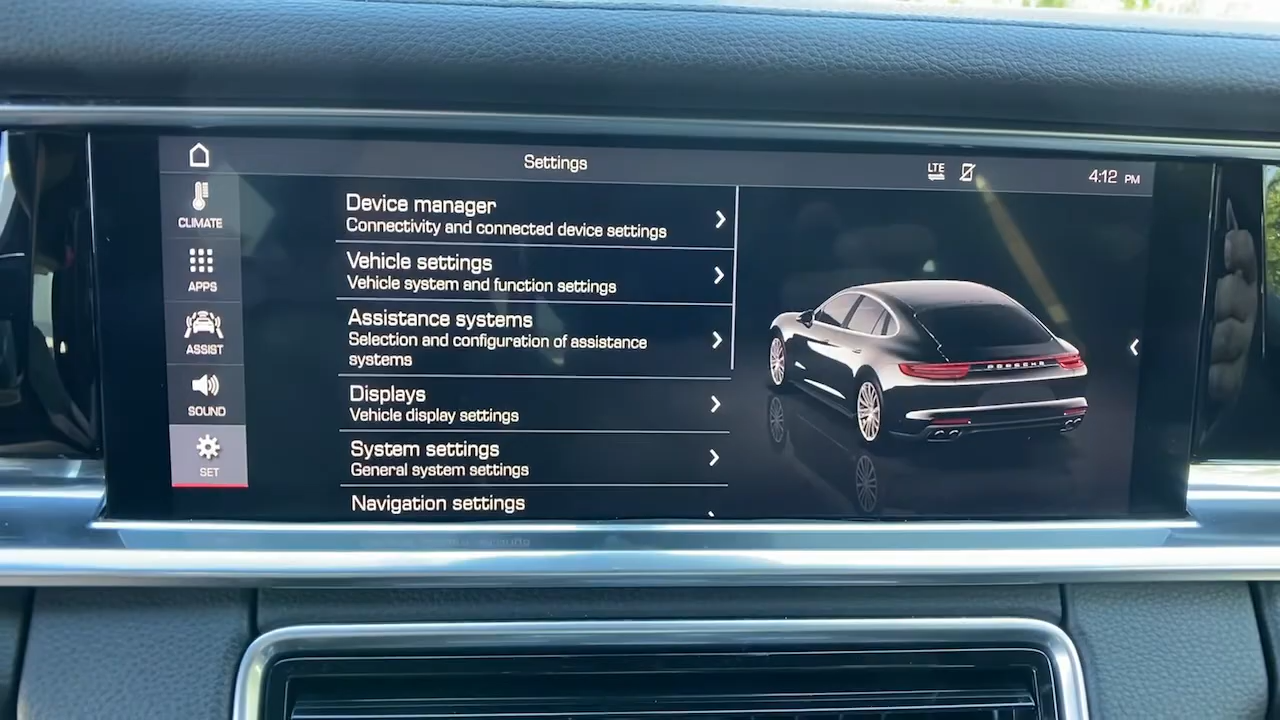 Settings
LTE
4:12 PM
CLIMATE
APPS
ASSIST
SOUND
SET
Device manager
Connectivity and connected device settings
Vehicle settings
Vehicle system and function settings
Assistance systems
Selection and configuration of assistance
systems
Displays
Vehicle display settings
System settings
General system settings
Navigation settings
PORSCHE